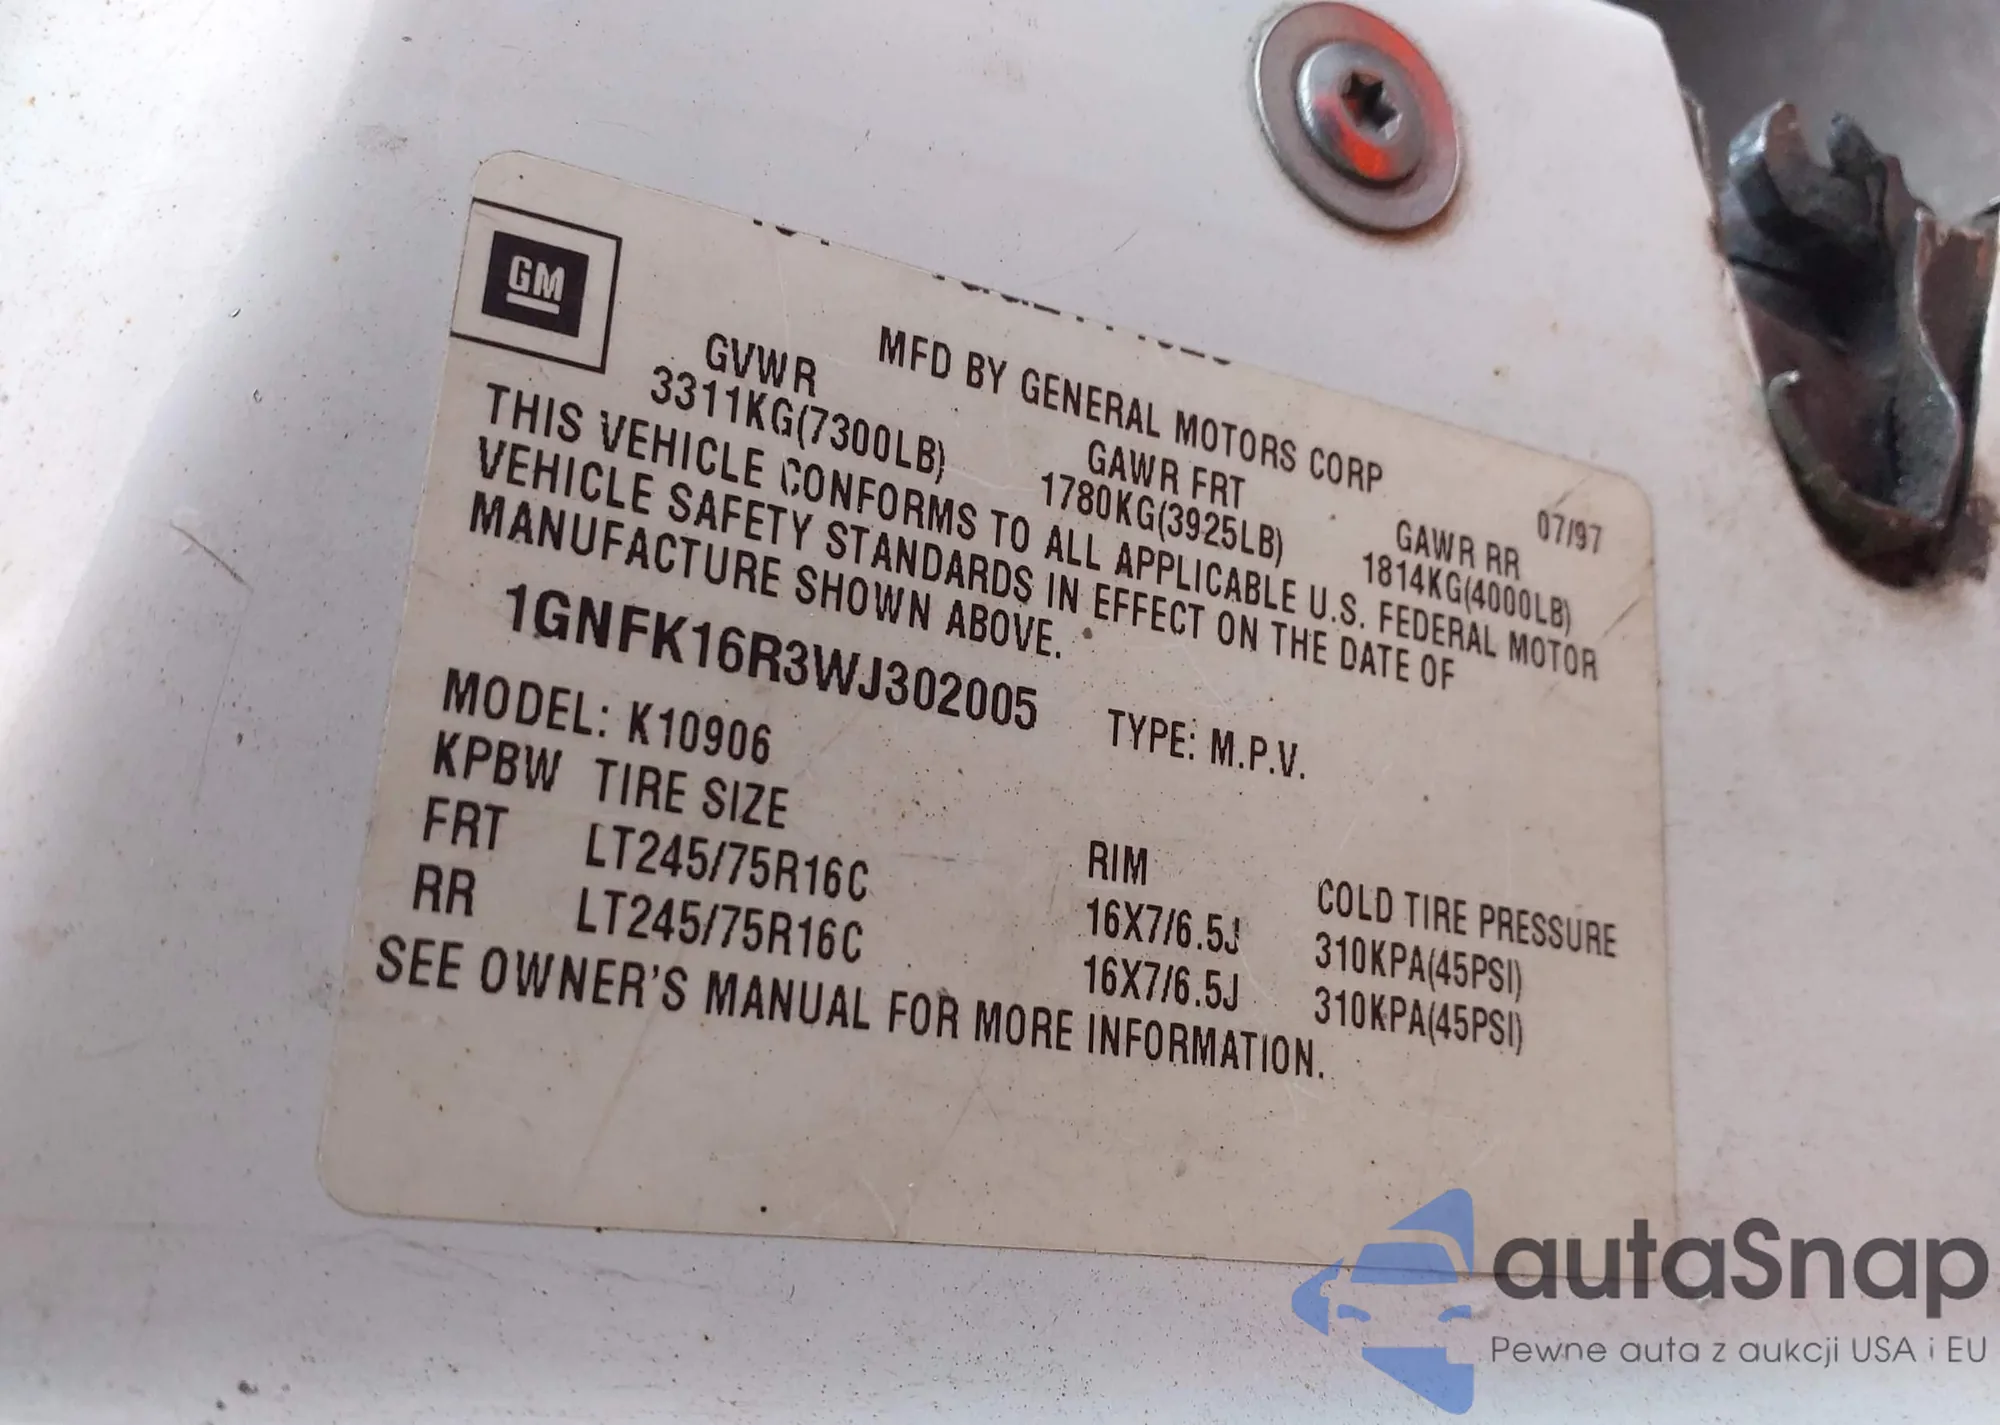 GM
MFD BY GENERAL MOTORS CORP
07/97
GVWR GAWR FRT GAWR RR
3311KG(7300LB) 1780KG(3925LB) 1814KG(4000LB)
THIS VEHICLE CONFORMS TO ALL APPLICABLE U.S. FEDERAL MOTOR
VEHICLE SAFETY STANDARDS IN EFFECT ON THE DATE OF
MANUFACTURE SHOWN ABOVE.
1GNFK16R3WJ302005 TYPE: M.P.V.
MODEL: K10906
KPBW TIRE SIZE RIM COLD TIRE PRESSURE
FRT LT245/75R16C 16X7/6.5J 310KPA(45PSI)
RR LT245/75R16C 16X7/6.5J 310KPA(45PSI)
SEE OWNER'S MANUAL FOR MORE INFORMATION.
autaSnap
Pewne auta z aukcji USA i EU